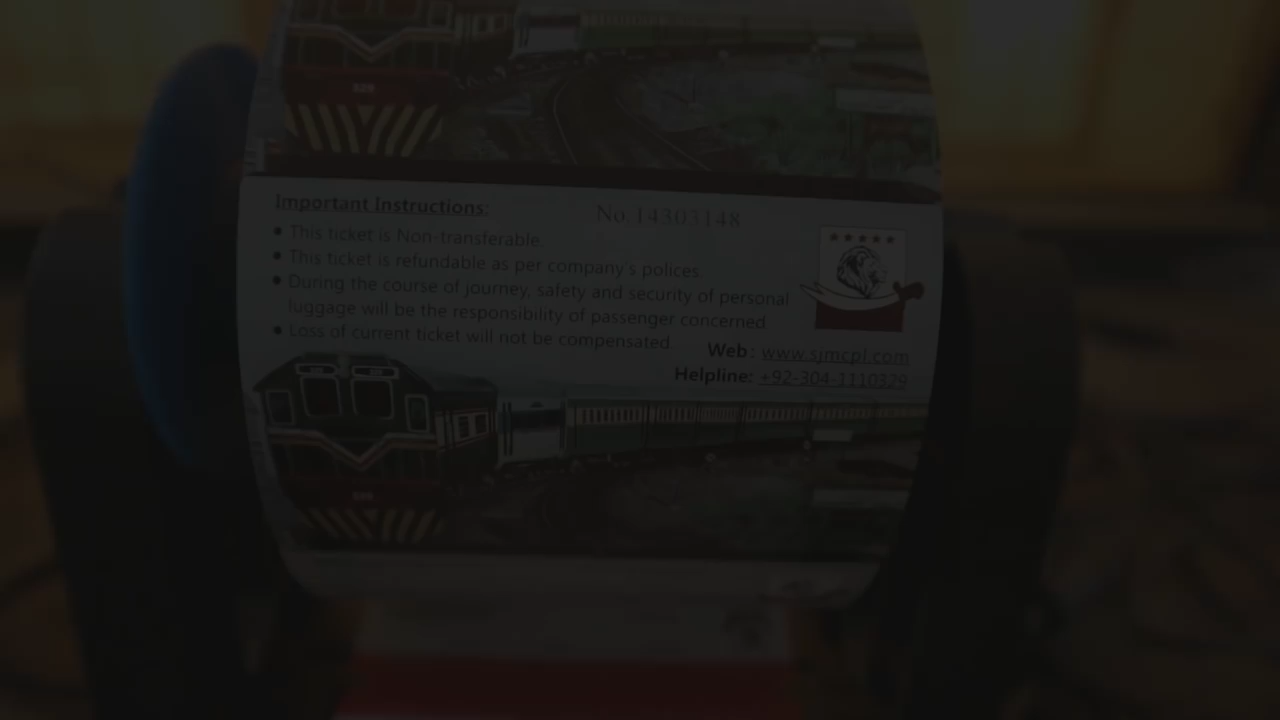 329
Important Instructions:
No.14303148
• This ticket is Non-transferable.
• This ticket is refundable as per company's polices.
• During the course of journey, safety and security of personal
luggage will be the responsibility of passenger concerned.
• Loss of current ticket will not be compensated.
Web: www.sjmcpl.com
Helpline: +92-304-1110329
329